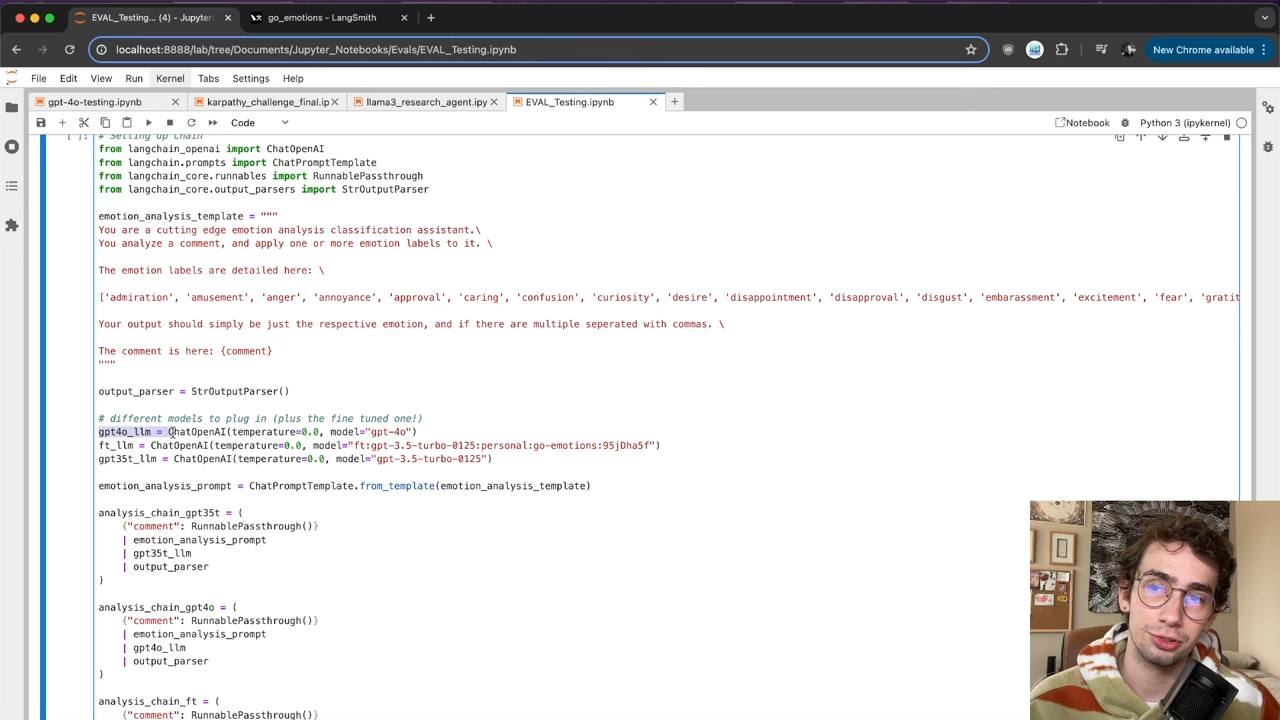 EVAL_Testing... (4) - Jupyter
go_emotions - LangSmith
localhost:8888/lab/tree/Documents/Jupyter_Notebooks/Evals/EVAL_Testing.ipynb
New Chrome available
File Edit View Run Kernel Tabs Settings Help
gpt-4o-testing.ipynb
karpathy_challenge_final.ip
llama3_research_agent.ipy
EVAL_Testing.ipynb
Code
Notebook
Python 3 (ipykernel)
[ ]:
# Setting Up Chain
from langchain_openai import ChatOpenAI
from langchain.prompts import ChatPromptTemplate
from langchain_core.runnables import RunnablePassthrough
from langchain_core.output_parsers import StrOutputParser
emotion_analysis_template = """
You are a cutting edge emotion analysis classification assistant.\
You analyze a comment, and apply one or more emotion labels to it. \
The emotion labels are detailed here: \
['admiration', 'amusement', 'anger', 'annoyance', 'approval', 'caring', 'confusion', 'curiosity', 'desire', 'disappointment', 'disapproval', 'disgust', 'embarassment', 'excitement', 'fear', 'gratit
Your output should simply be just the respective emotion, and if there are multiple seperated with commas. \
The comment is here: {comment}
"""
output_parser = StrOutputParser()
# different models to plug in (plus the fine tuned one!)
gpt4o_llm = ChatOpenAI(temperature=0.0, model="gpt-4o")
ft_llm = ChatOpenAI(temperature=0.0, model="ft:gpt-3.5-turbo-0125:personal:go-emotions:95jDha5f")
gpt35t_llm = ChatOpenAI(temperature=0.0, model="gpt-3.5-turbo-0125")
emotion_analysis_prompt = ChatPromptTemplate.from_template(emotion_analysis_template)
analysis_chain_gpt35t = (
{"comment": RunnablePassthrough()}
| emotion_analysis_prompt
| gpt35t_llm
| output_parser
)
analysis_chain_gpt4o = (
{"comment": RunnablePassthrough()}
| emotion_analysis_prompt
| gpt4o_llm
| output_parser
)
analysis_chain_ft = (
{"comment": RunnablePassthrough()}